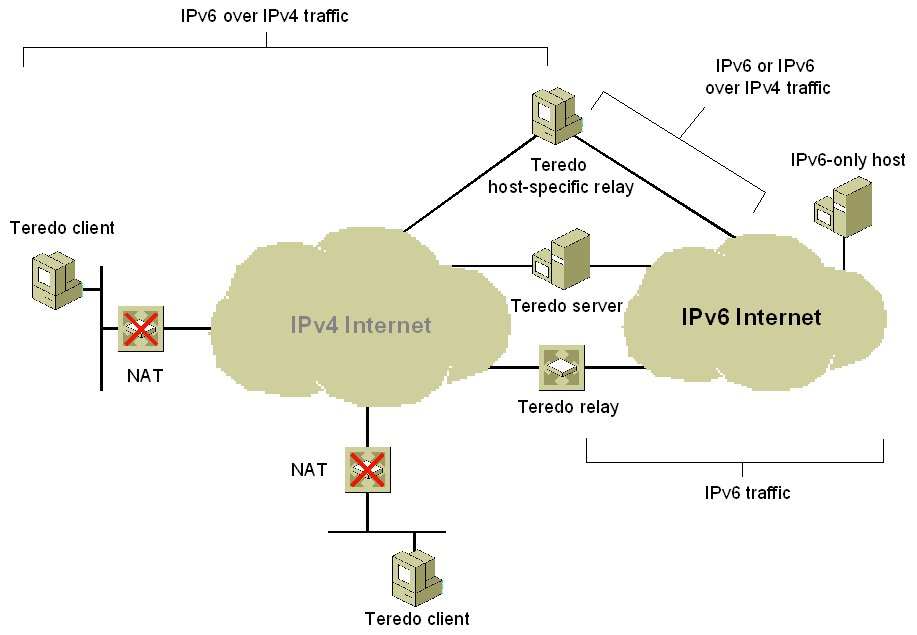 IPv6 over IPv4 traffic
IPv6 or IPv6
over IPv4 traffic
Teredo
host-specific relay
IPv6-only host
Teredo client
Teredo server
IPv4 Internet
IPv6 Internet
NAT
Teredo relay
NAT
IPv6 traffic
Teredo client